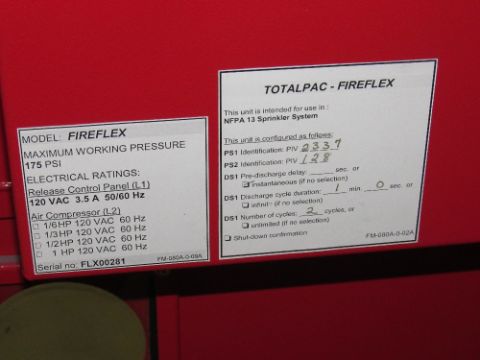 MODEL: FIREFLEX
MAXIMUM WORKING PRESSURE
175 PSI
ELECTRICAL RATINGS:
Release Control Panel (L1)
120 VAC 3.5 A 50/60 Hz
Air Compressor (L2)
1/6HP 120 VAC 60 Hz
1/3HP 120 VAC 60 Hz
1/2HP 120 VAC 60 Hz
1 HP 120 VAC 60 Hz
Serial no: FLX00281
FM-080A-0-09A
TOTALPAC - FIREFLEX
This unit is intended for use in :
NFPA 13 Sprinkler System
This unit is configured as follows:
PS1 Identification: P/V 2337
PS2 Identification: P/V 128
DS1 Pre-discharge delay: sec. or
instantaneous (if no selection)
DS1 Discharge cycle duration: 1 min. 0 sec. or
(if no selection)
DS1 Number of cycles: 2 cycles, or
unlimited (if no selection)
Shut-down confirmation
FM-080A-0-02A